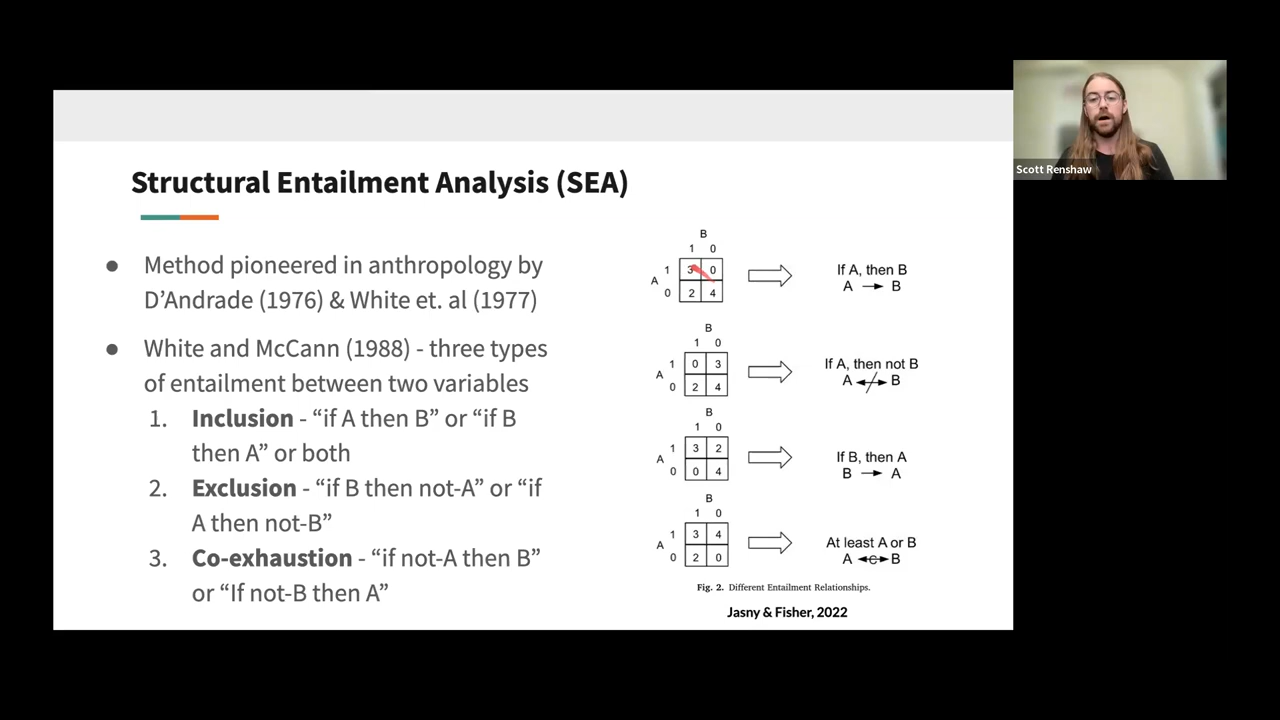 Scott Renshaw
Structural Entailment Analysis (SEA)
● Method pioneered in anthropology by
D’Andrade (1976) & White et. al (1977)
● White and McCann (1988) - three types
of entailment between two variables
1. Inclusion - “if A then B” or “if B
then A” or both
2. Exclusion - “if B then not-A” or “if
A then not-B”
3. Co-exhaustion - “if not-A then B”
or “If not-B then A”
B
1 0
A 1 3 0
0 2 4
If A, then B
A → B
B
1 0
A 1 0 3
0 2 4
If A, then not B
A ↮ B
B
1 0
A 1 3 2
0 0 4
If B, then A
B → A
B
1 0
A 1 3 4
0 2 0
At least A or B
A ←c→ B
Fig. 2. Different Entailment Relationships.
Jasny & Fisher, 2022